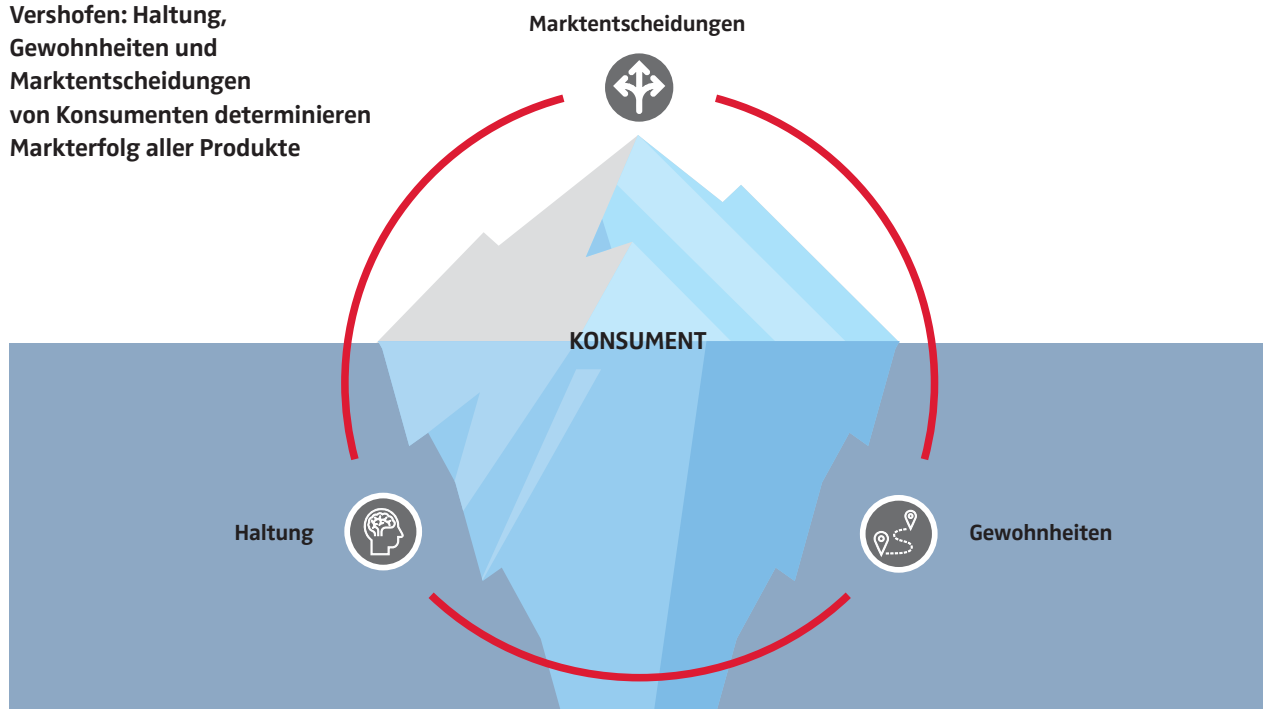 Vershofen: Haltung,
Gewohnheiten und
Marktentscheidungen
von Konsumenten determinieren
Markterfolg aller Produkte
Marktentscheidungen
KONSUMENT
Haltung
Gewohnheiten